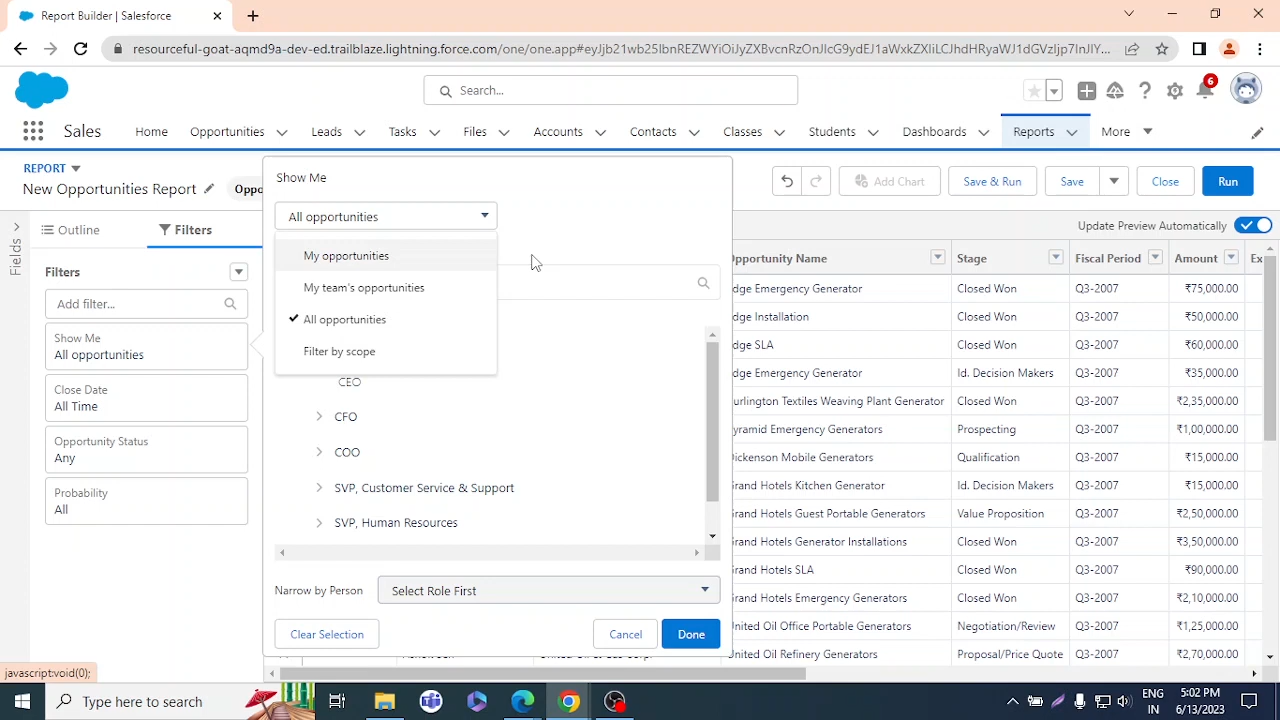 Report Builder | Salesforce
resourceful-goat-aqmd9a-dev-ed.trailblaze.lightning.force.com/one/one.app#
Search...
6
Sales
Home
Opportunities
Leads
Tasks
Files
Accounts
Contacts
Classes
Students
Dashboards
Reports
More
REPORT
New Opportunities Report
Oppo
Add Chart
Save & Run
Save
Close
Run
Fields
Outline
Filters
Update Preview Automatically
Filters
Add filter...
Show Me
All opportunities
Close Date
All Time
Opportunity Status
Any
Probability
All
Show Me
All opportunities
My opportunities
My team's opportunities
All opportunities
Filter by scope
CEO
CFO
COO
SVP, Customer Service & Support
SVP, Human Resources
Narrow by Person
Select Role First
Clear Selection
Cancel
Done
Opportunity Name Stage Fiscal Period Amount Ex
dge Emergency Generator Closed Won Q3-2007 ₹75,000.00
dge Installation Closed Won Q3-2007 ₹50,000.00
dge SLA Closed Won Q3-2007 ₹60,000.00
dge Emergency Generator Id. Decision Makers Q3-2007 ₹35,000.00
urlington Textiles Weaving Plant Generator Closed Won Q3-2007 ₹2,35,000.00
yramid Emergency Generators Prospecting Q3-2007 ₹1,00,000.00
ickenson Mobile Generators Qualification Q3-2007 ₹15,000.00
rand Hotels Kitchen Generator Id. Decision Makers Q3-2007 ₹15,000.00
rand Hotels Guest Portable Generators Value Proposition Q3-2007 ₹2,50,000.00
rand Hotels Generator Installations Closed Won Q3-2007 ₹3,50,000.00
rand Hotels SLA Closed Won Q3-2007 ₹90,000.00
rand Hotels Emergency Generators Closed Won Q3-2007 ₹2,10,000.00
nited Oil Office Portable Generators Negotiation/Review Q3-2007 ₹1,25,000.00
nited Oil Refinery Generators Proposal/Price Quote Q3-2007 ₹2,70,000.00
javascript:void(0);
Type here to search
ENG
IN
5:02 PM
6/13/2023